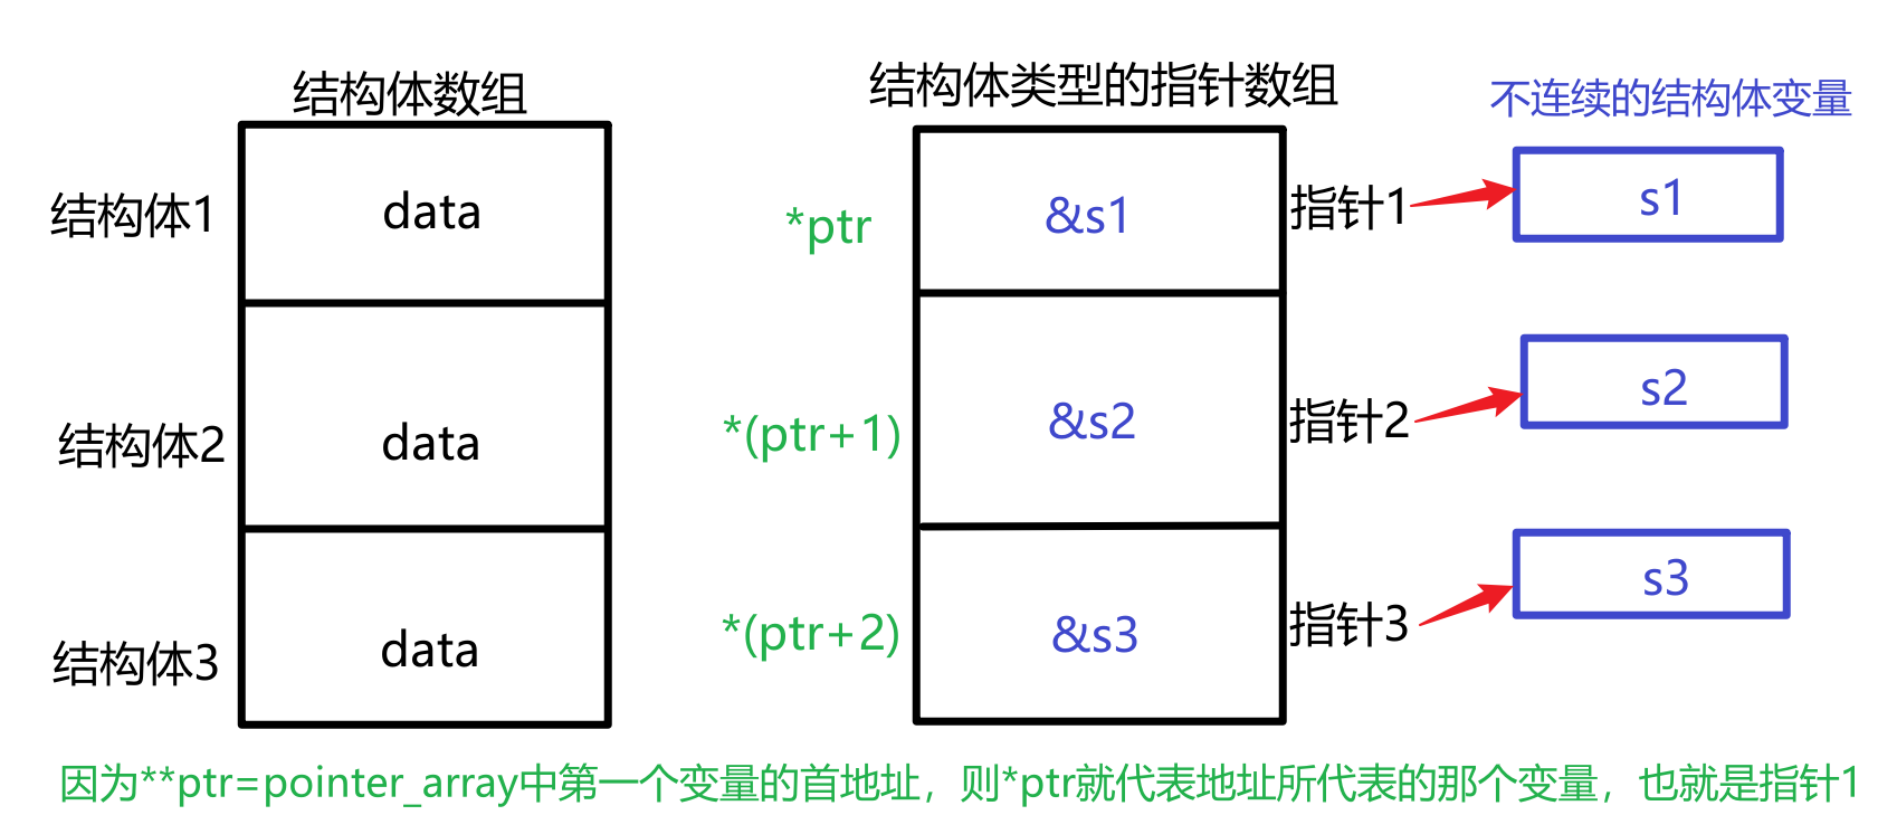 结构体数组
结构体1
data
结构体2
data
结构体3
data
结构体类型的指针数组
*ptr
&s1
指针1
*(ptr+1)
&s2
指针2
*(ptr+2)
&s3
指针3
不连续的结构体变量
s1
s2
s3
因为**ptr=pointer_array中第一个变量的首地址，则*ptr就代表地址所代表的那个变量，也就是指针1